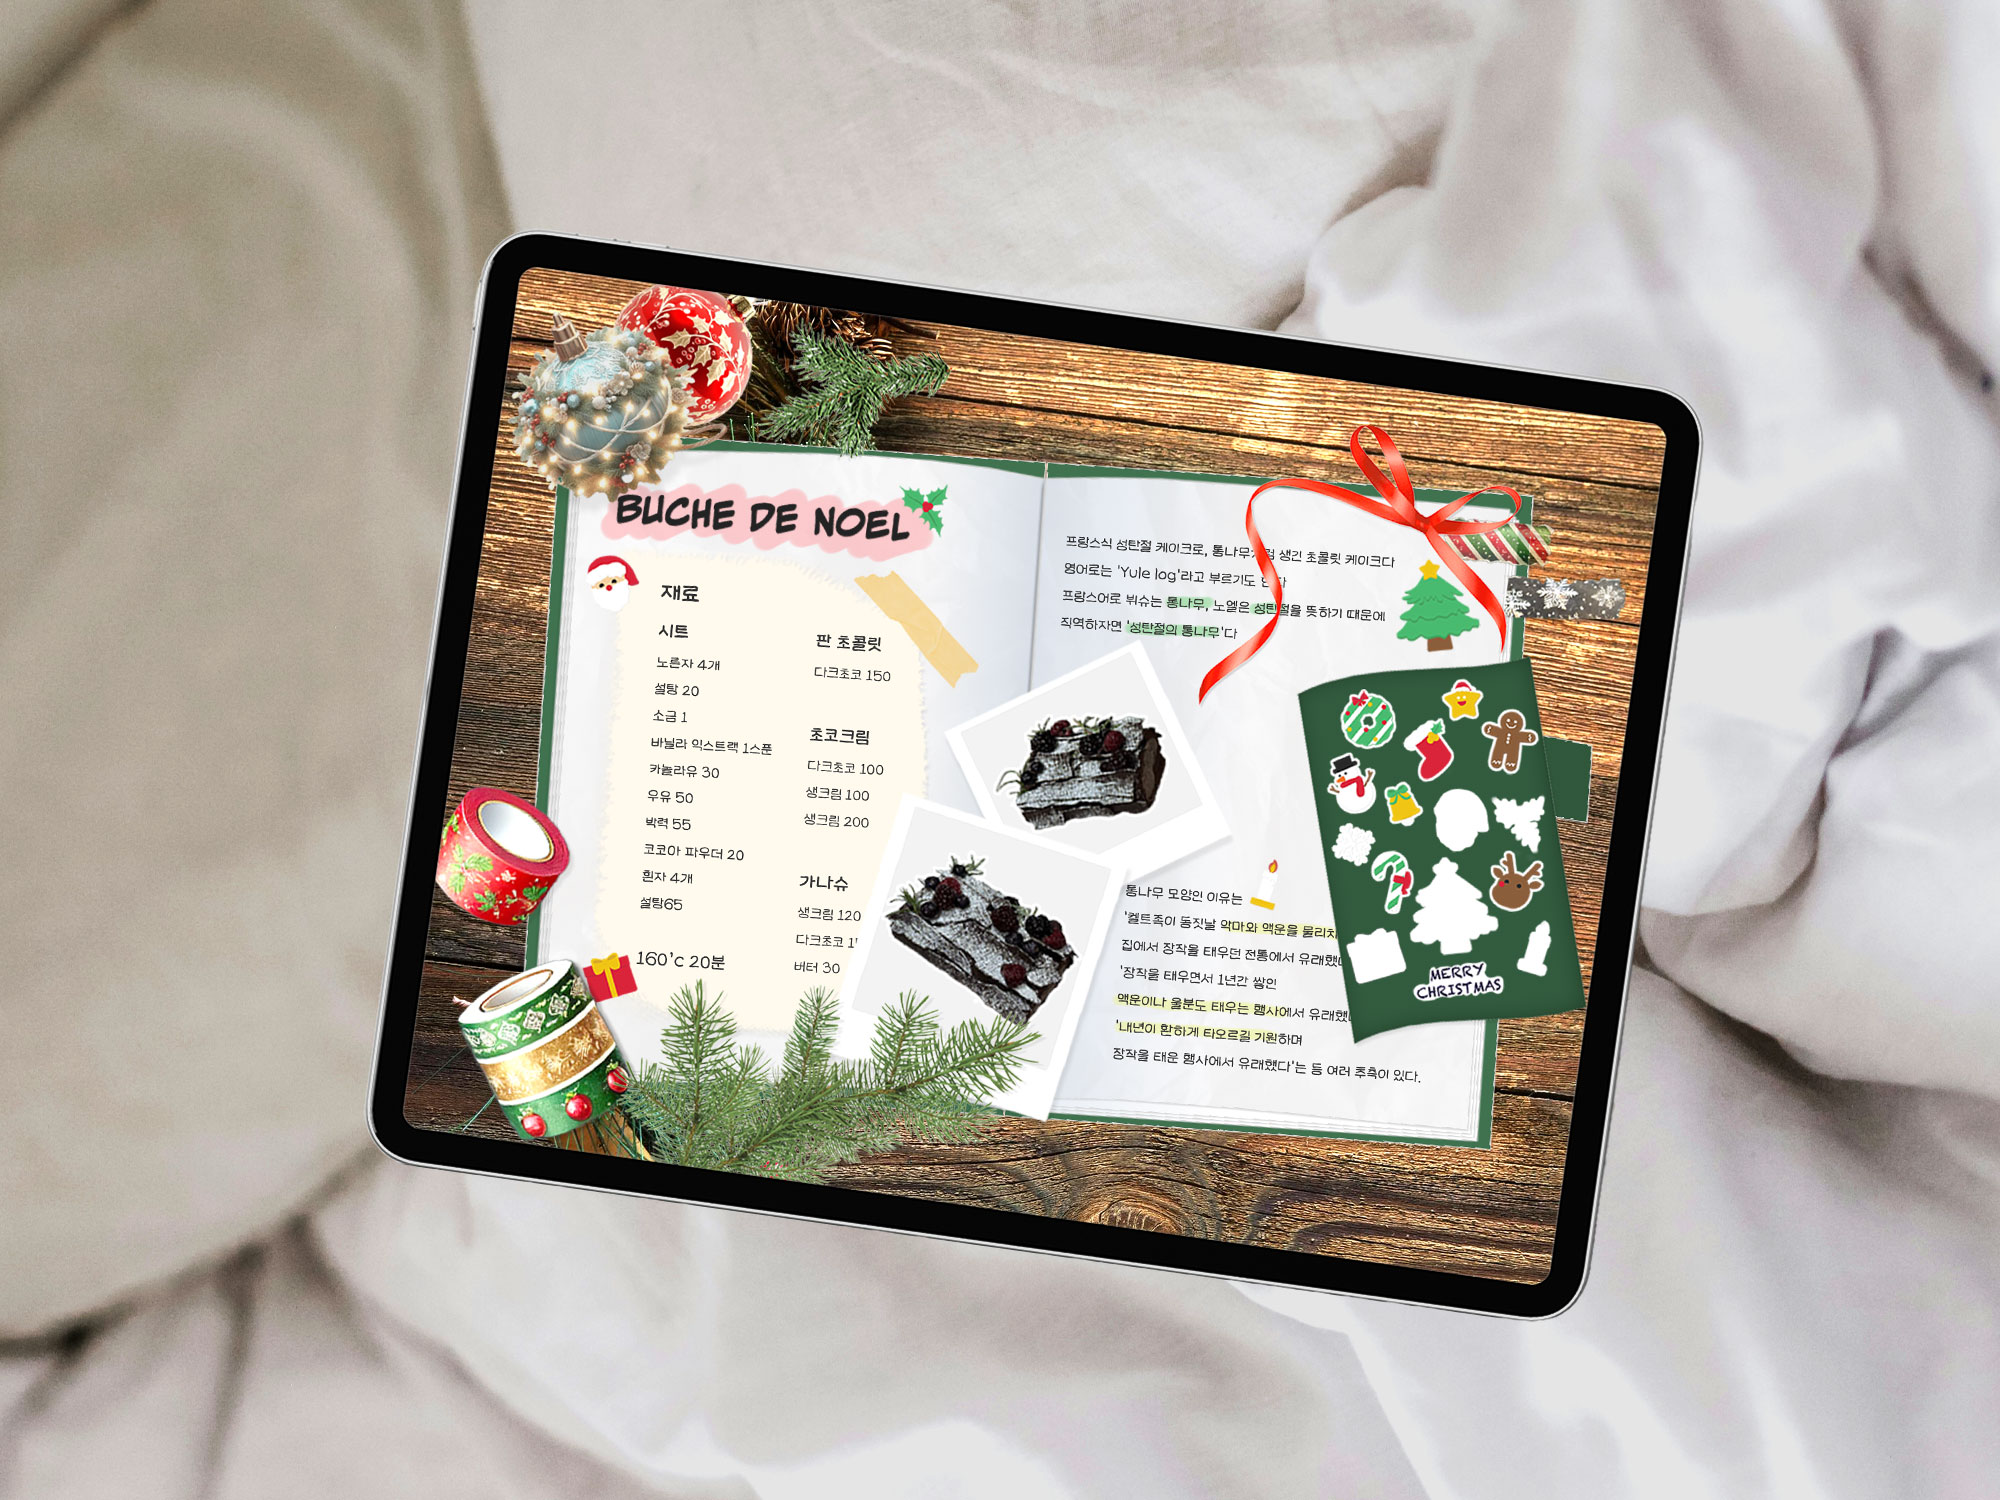 BUCHE DE NOEL
재료
시트
노른자 4개
설탕 20
소금 1
바닐라 익스트랙 1스푼
카놀라유 30
우유 50
박력 55
코코아 파우더 20
흰자 4개
설탕65
160'c 20분
판 초콜릿
다크초코 150
초코크림
다크초코 100
생크림 100
생크림 200
가나슈
생크림 120
다크초코
버터 30
프랑스식 성탄절 케이크로, 통나무처럼 생긴 초콜릿 케이크다
영어로는 'Yule log'라고 부르기도 한다
프랑스어로 뷔슈는 통나무, 노엘은 성탄절을 뜻하기 때문에
직역하자면 '성탄절의 통나무'다
통나무 모양인 이유는
'켈트족이 동짓날 악마와 액운을 물리치
집에서 장작을 태우던 전통에서 유래했
'장작을 태우면서 1년간 쌓인
액운이나 울분도 태우는 행사에서 유래했
'내년이 환하게 타오르길 기원하며
장작을 태운 행사에서 유래했다'는 등 여러 추측이 있다.
MERRY
CHRISTMAS